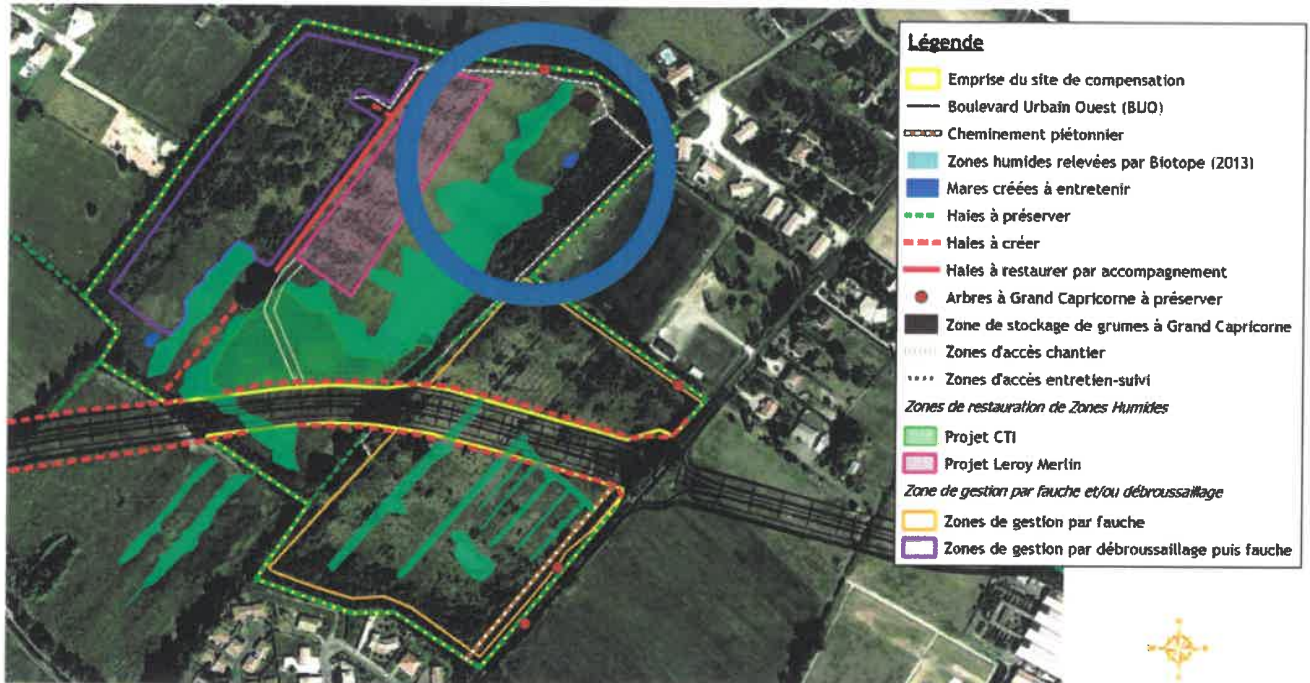 Légende
Emprise du site de compensation
Boulevard Urbain Ouest (BUO)
Cheminement piétonnier
Zones humides relevées par Biotope (2013)
Mares créées à entretenir
Haies à préserver
Haies à créer
Haies à restaurer par accompagnement
Arbres à Grand Capricorne à préserver
Zone de stockage de grumes à Grand Capricorne
Zones d'accès chantier
Zones d'accès entretien-suivi
Zones de restauration de Zones Humides
Projet CTI
Projet Leroy Merlin
Zone de gestion par fauche et/ou débroussaillage
Zones de gestion par fauche
Zones de gestion par débroussaillage puis fauche